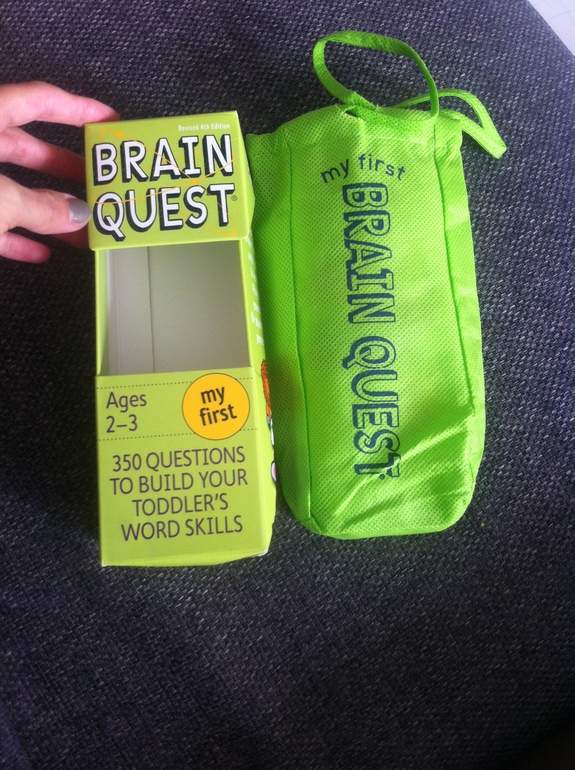 Revised 4th Edition
BRAIN
QUEST®
Ages
2–3
my
first
350 QUESTIONS
TO BUILD YOUR
TODDLER'S
WORD SKILLS
my first
BRAIN QUEST